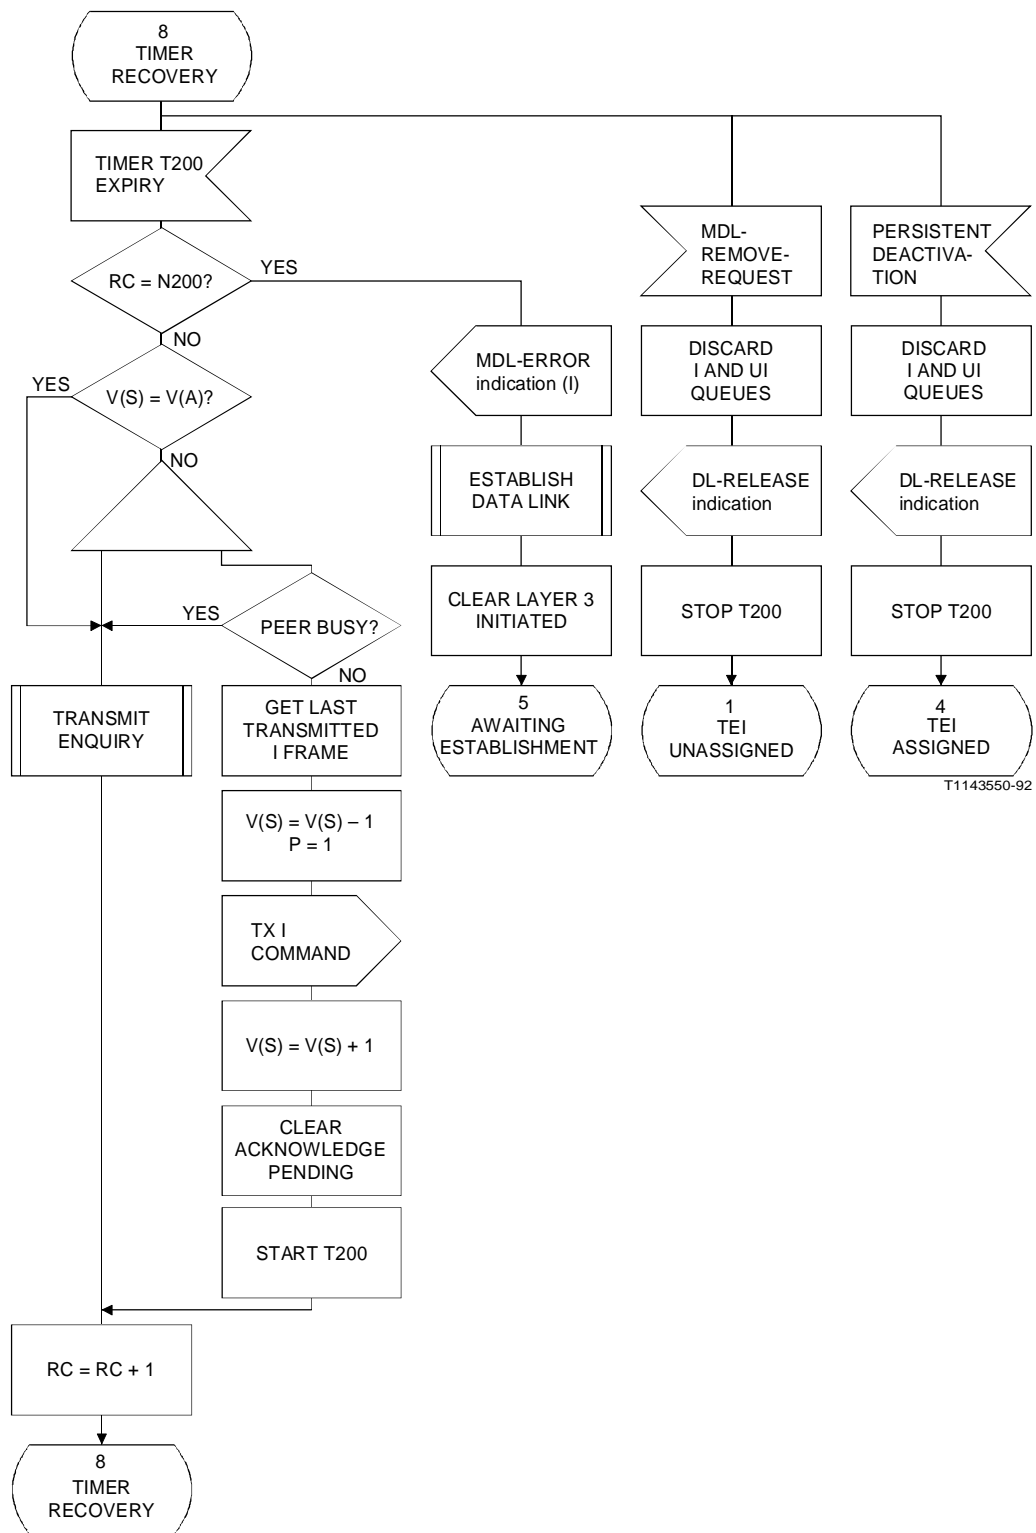 8
TIMER
RECOVERY
TIMER T200
EXPIRY
RC = N200?
YES
NO
V(S) = V(A)?
YES
NO
PEER BUSY?
YES
NO
TRANSMIT
ENQUIRY
GET LAST
TRANSMITTED
I FRAME
V(S) = V(S) – 1
P = 1
TX I
COMMAND
V(S) = V(S) + 1
CLEAR
ACKNOWLEDGE
PENDING
START T200
RC = RC + 1
8
TIMER
RECOVERY
MDL-ERROR
indication (I)
ESTABLISH
DATA LINK
CLEAR LAYER 3
INITIATED
5
AWAITING
ESTABLISHMENT
MDL-
REMOVE-
REQUEST
DISCARD
I AND UI
QUEUES
DL-RELEASE
indication
STOP T200
1
TEI
UNASSIGNED
PERSISTENT
DEACTIVA-
TION
DISCARD
I AND UI
QUEUES
DL-RELEASE
indication
STOP T200
4
TEI
ASSIGNED
T1143550-92